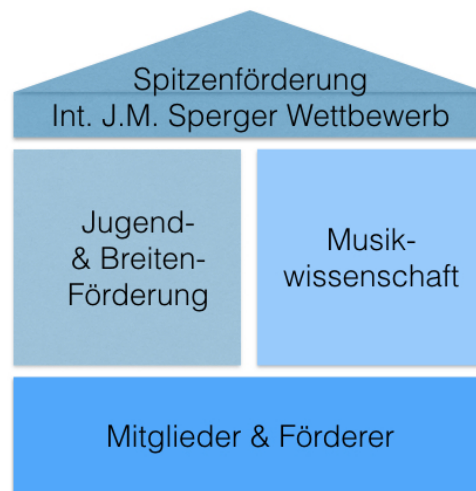 Spitzenförderung
Int. J.M. Sperger Wettbewerb
Jugend-
& Breiten-
Förderung
Musik-
wissenschaft
Mitglieder & Förderer